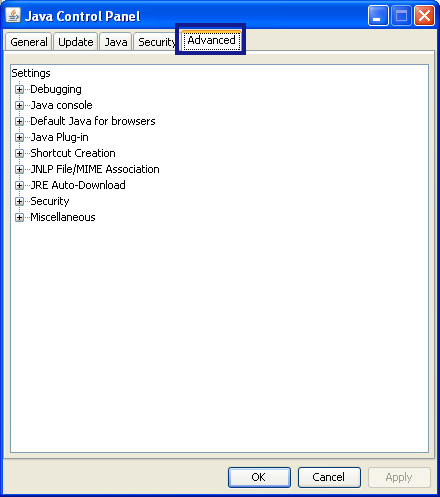 Java Control Panel
General Update Java Security Advanced
Settings
Debugging
Java console
Default Java for browsers
Java Plug-in
Shortcut Creation
JNLP File/MIME Association
JRE Auto-Download
Security
Miscellaneous
OK Cancel Apply